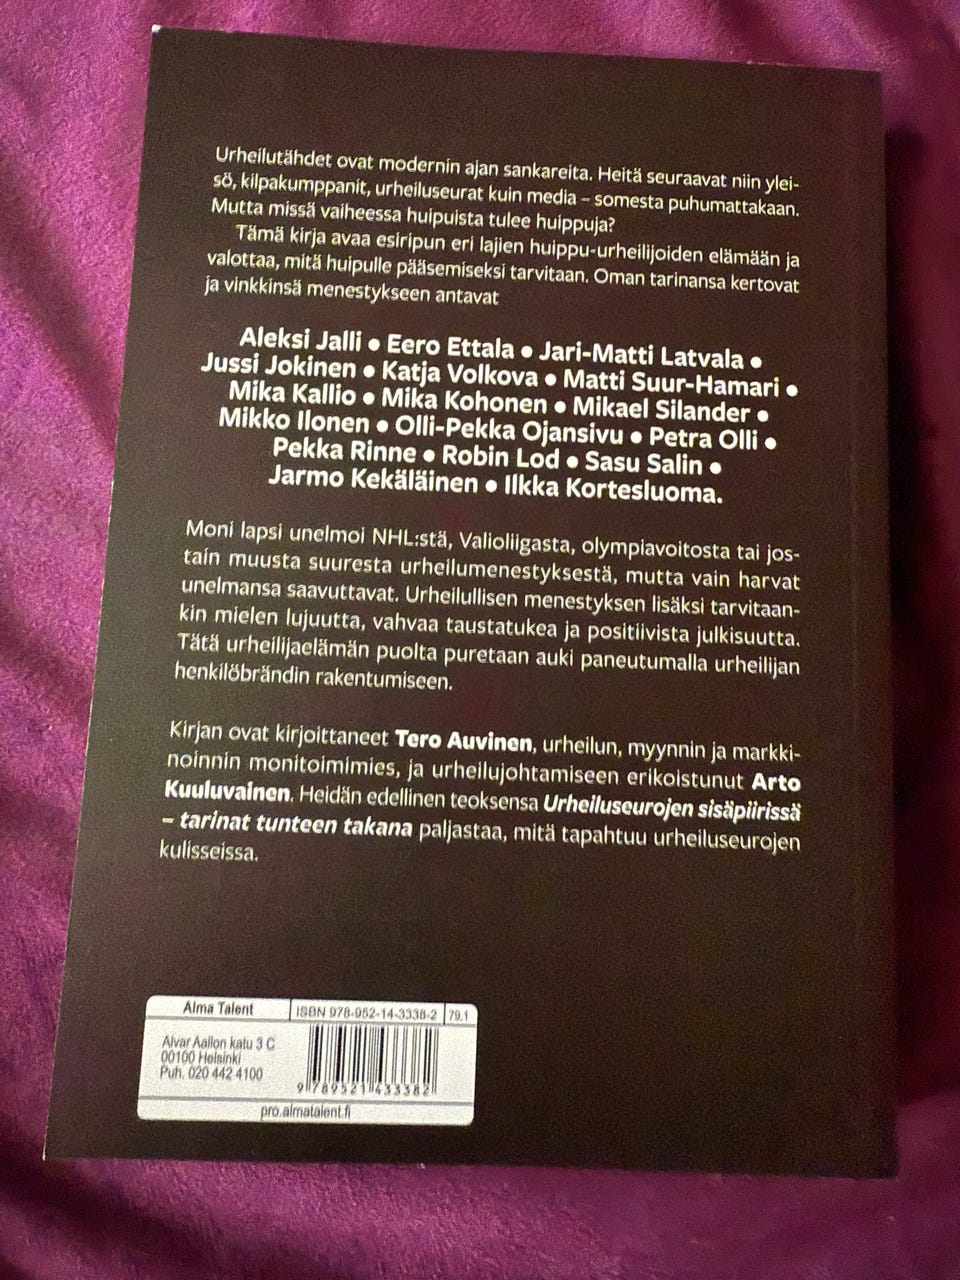 Urheilutähdet ovat modernin ajan sankareita. Heitä seuraavat niin ylei-
sö, kilpakumppanit, urheiluseurat kuin media – somesta puhumattakaan.
Mutta missä vaiheessa huipuista tulee huippuja?
Tämä kirja avaa esiripun eri lajien huippu-urheilijoiden elämään ja
valottaa, mitä huipulle pääsemiseksi tarvitaan. Oman tarinansa kertovat
ja vinkkinsä menestykseen antavat
Aleksi Jalli • Eero Ettala • Jari-Matti Latvala •
Jussi Jokinen • Katja Volkova • Matti Suur-Hamari •
Mika Kallio • Mika Kohonen • Mikael Silander •
Mikko Ilonen • Olli-Pekka Ojansivu • Petra Olli •
Pekka Rinne • Robin Lod • Sasu Salin •
Jarmo Kekäläinen • Ilkka Kortesluoma.
Moni lapsi unelmoi NHL:stä, Valioliigasta, olympiavoitosta tai jos-
tain muusta suuresta urheilumenestyksestä, mutta vain harvat
unelmansa saavuttavat. Urheilullisen menestyksen lisäksi tarvitaan-
kin mielen lujuutta, vahvaa taustatukea ja positiivista julkisuutta.
Tätä urheilijaelämän puolta puretaan auki paneutumalla urheilijan
henkilöbrändin rakentumiseen.
Kirjan ovat kirjoittaneet Tero Auvinen, urheilun, myynnin ja markki-
noinnin monitoimimies, ja urheilujohtamiseen erikoistunut Arto
Kuuluvainen. Heidän edellinen teoksensa Urheiluseurojen sisäpiirissä
– tarinat tunteen takana paljastaa, mitä tapahtuu urheiluseurojen
kulisseissa.
Alma Talent ISBN 978-952-14-3338-2 79.1
Alvar Aallon katu 3 C
00100 Helsinki
Puh. 020 442 4100
9 789521 433382
pro.almatalent.fi